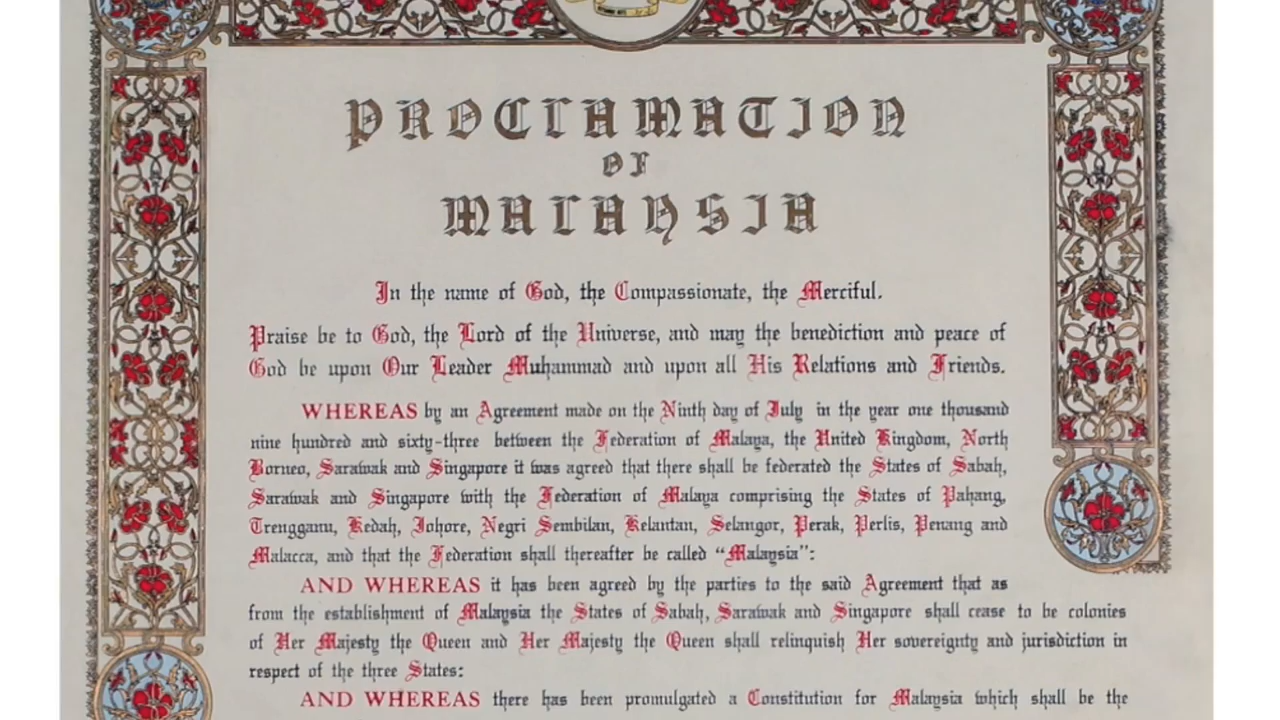 PROCLAMATION
OF
MALAYSIA
In the name of God, the Compassionate, the Merciful.
Praise be to God, the Lord of the Universe, and may the benediction and peace of
God be upon Our Leader Muhammad and upon all His Relations and Friends.
WHEREAS by an Agreement made on the Ninth day of July in the year one thousand
nine hundred and sixty-three between the Federation of Malaya, the United Kingdom, North
Borneo, Sarawak and Singapore it was agreed that there shall be federated the States of Sabah,
Sarawak and Singapore with the Federation of Malaya comprising the States of Pahang,
Trengganu, Kedah, Johore, Negri Sembilan, Kelantan, Selangor, Perak, Perlis, Penang and
Malacca, and that the Federation shall thereafter be called “Malaysia”:
AND WHEREAS it has been agreed by the parties to the said Agreement that as
from the establishment of Malaysia the States of Sabah, Sarawak and Singapore shall cease to be colonies
of Her Majesty the Queen and Her Majesty the Queen shall relinquish Her sovereignty and jurisdiction in
respect of the three States:
AND WHEREAS there has been promulgated a Constitution for Malaysia which shall be the